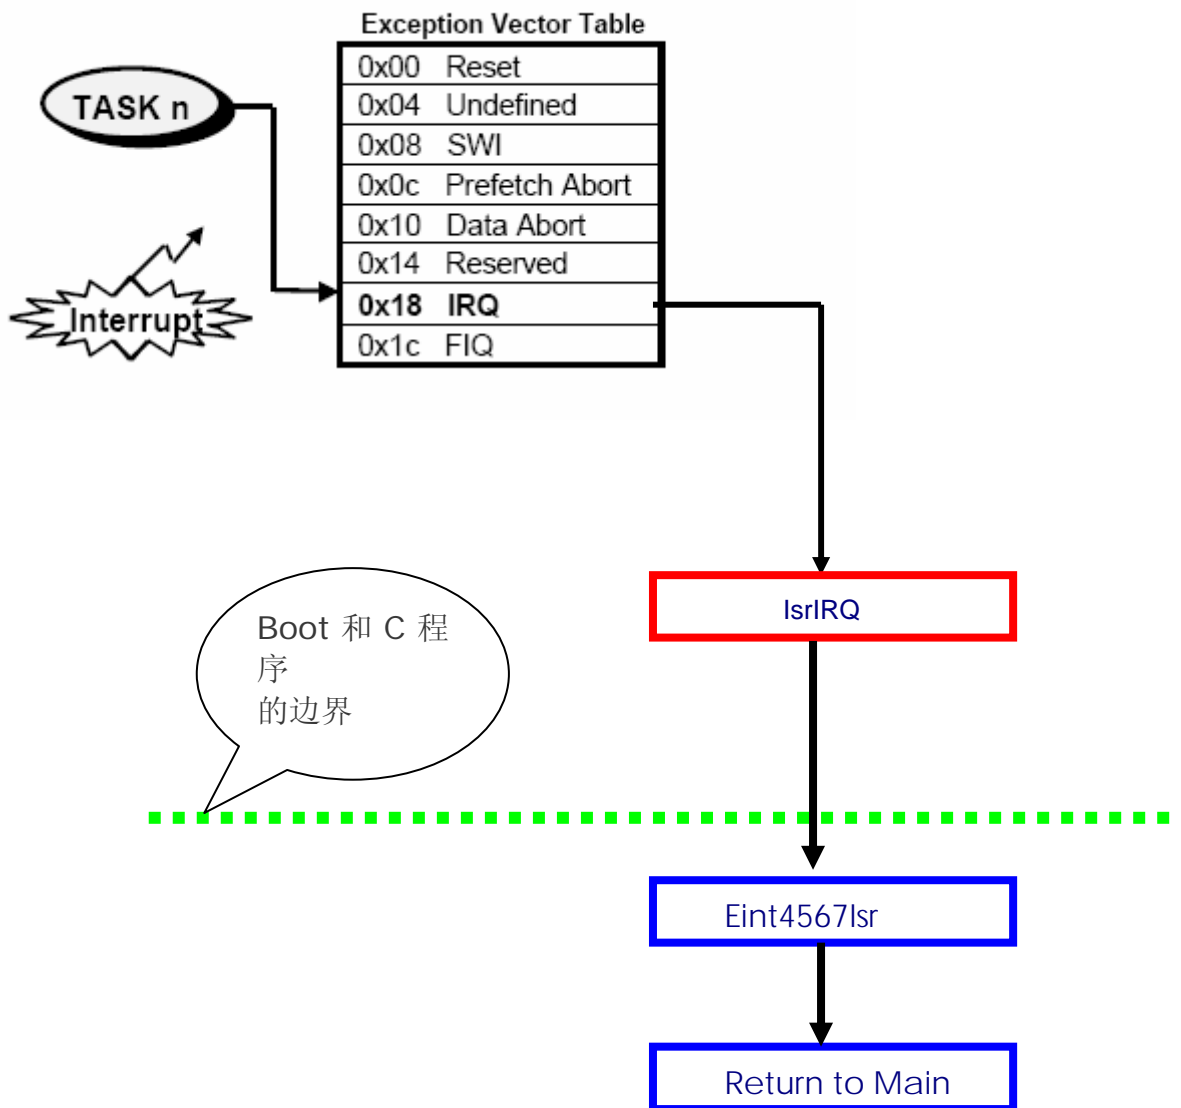 Exception Vector Table
TASK n
0x00 Reset
0x04 Undefined
0x08 SWI
0x0c Prefetch Abort
0x10 Data Abort
0x14 Reserved
0x18 IRQ
0x1c FIQ
Interrupt
IsrIRQ
Boot 和 C 程
序
的边界
Eint4567Isr
Return to Main